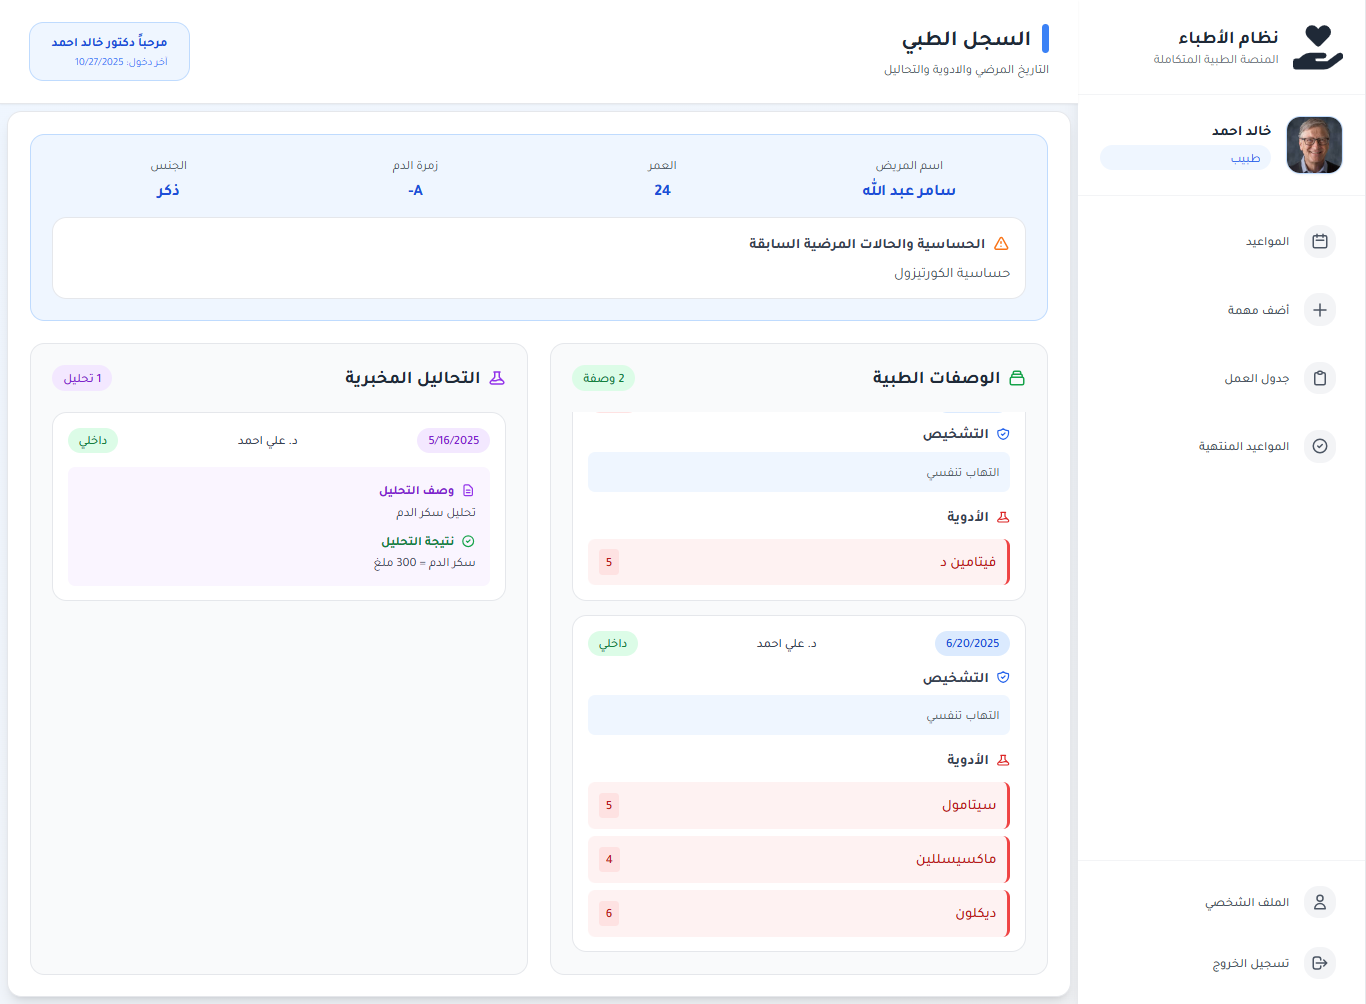 نظام الأطباء
المنصة الطبية المتكاملة
خالد احمد
طبيب
المواعيد
أضف مهمة
جدول العمل
المواعيد المنتهية
الملف الشخصي
تسجيل الخروج
السجل الطبي
التاريخ المرضي والادوية والتحاليل
مرحباً دكتور خالد احمد
آخر دخول: 10/27/2025
اسم المريض
سامر عبد الله
العمر
24
زمرة الدم
A-
الجنس
ذكر
الحساسية والحالات المرضية السابقة
حساسية الكورتيزول
الوصفات الطبية
2 وصفة
التشخيص
التهاب تنفسي
الأدوية
فيتامين د
5
6/20/2025
د. علي احمد
داخلي
التشخيص
التهاب تنفسي
الأدوية
سيتامول
5
ماكسيسللين
4
ديكلون
6
التحاليل المخبرية
1 تحليل
5/16/2025
د. علي احمد
داخلي
وصف التحليل
تحليل سكر الدم
نتيجة التحليل
سكر الدم = 300 ملغ